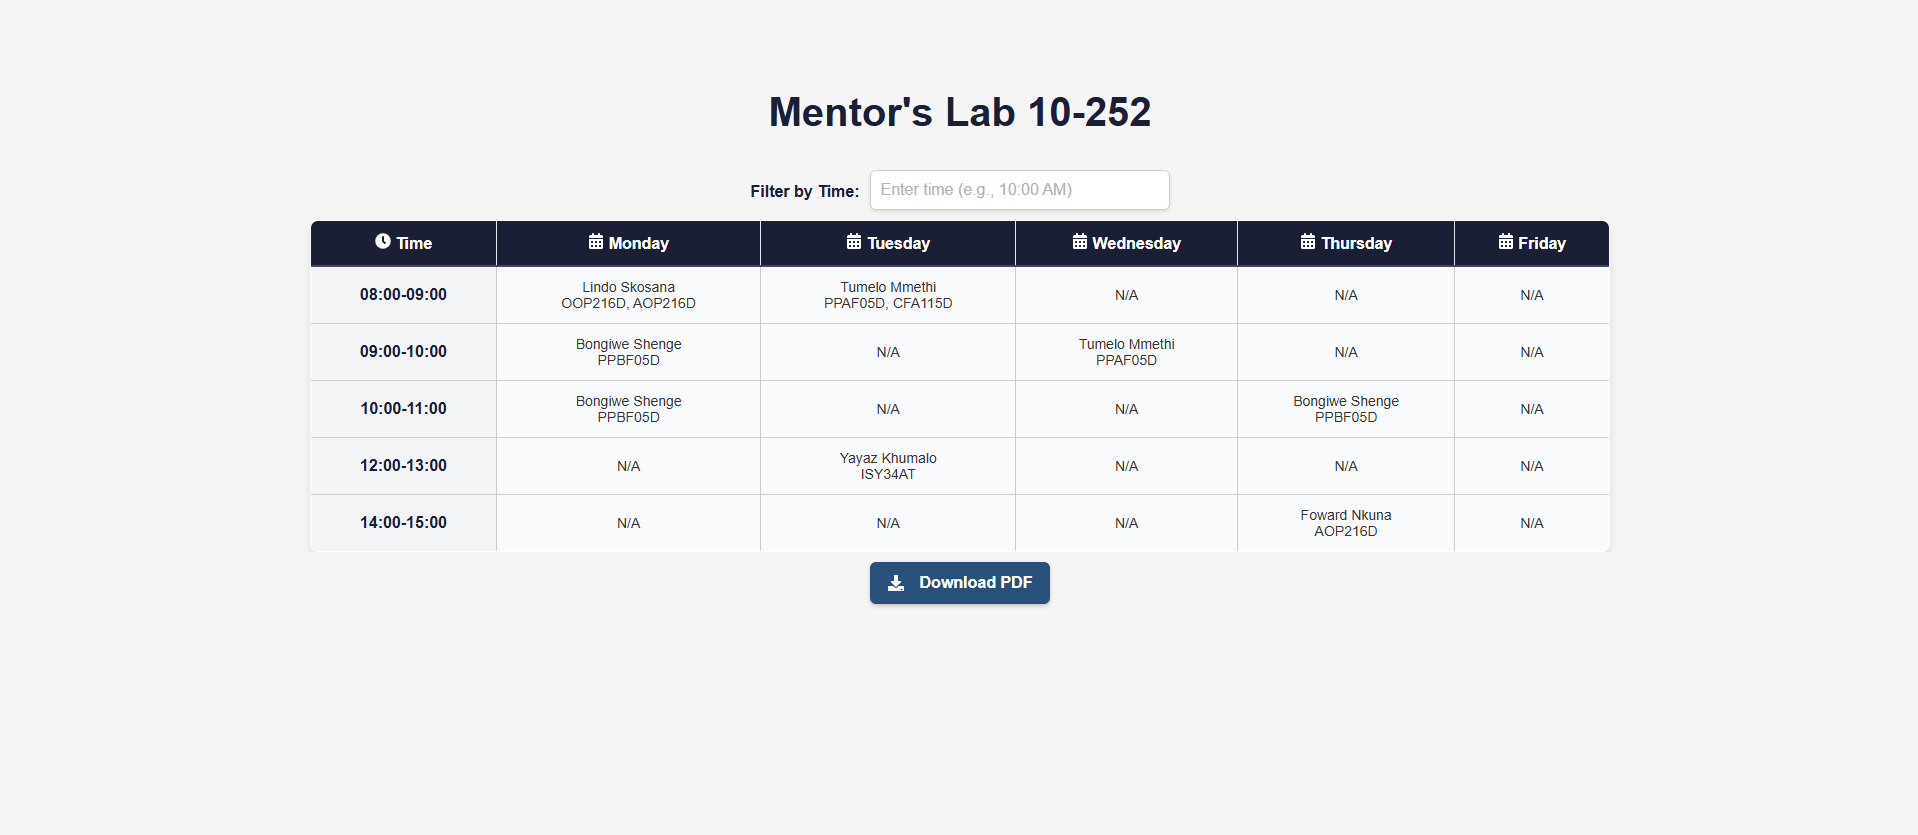 Mentor's Lab 10-252
Filter by Time: Enter time (e.g., 10:00 AM)
Time Monday Tuesday Wednesday Thursday Friday
08:00-09:00
Lindo Skosana
OOP216D, AOP216D
Tumelo Mmethi
PPAF05D, CFA115D
N/A
N/A
N/A
09:00-10:00
Bongiwe Shenge
PPBF05D
N/A
Tumelo Mmethi
PPAF05D
N/A
N/A
10:00-11:00
Bongiwe Shenge
PPBF05D
N/A
N/A
Bongiwe Shenge
PPBF05D
N/A
12:00-13:00
N/A
Yayaz Khumalo
ISY34AT
N/A
N/A
N/A
14:00-15:00
N/A
N/A
N/A
Foward Nkuna
AOP216D
N/A
Download PDF